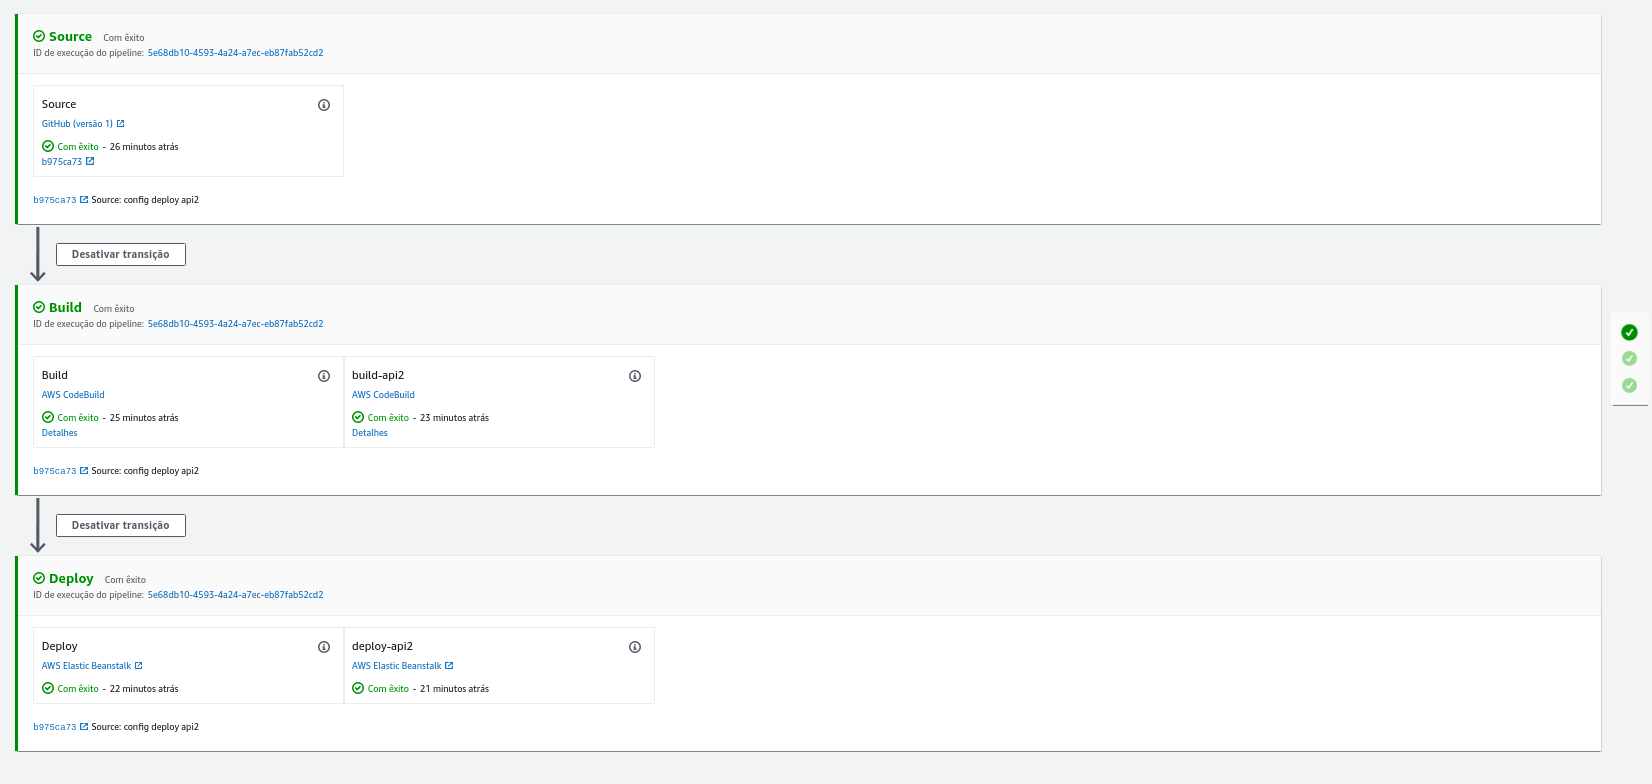 Source Com êxito
ID de execução do pipeline: 5e68db10-4593-4a24-a7ec-eb87fab52cd2
Source
GitHub (versão 1)
Com êxito - 26 minutos atrás
b975ca73
b975ca73 Source: config deploy api2
Desativar transição
Build Com êxito
ID de execução do pipeline: 5e68db10-4593-4a24-a7ec-eb87fab52cd2
Build
AWS CodeBuild
Com êxito - 25 minutos atrás
Detalhes
build-api2
AWS CodeBuild
Com êxito - 23 minutos atrás
Detalhes
b975ca73 Source: config deploy api2
Desativar transição
Deploy Com êxito
ID de execução do pipeline: 5e68db10-4593-4a24-a7ec-eb87fab52cd2
Deploy
AWS Elastic Beanstalk
Com êxito - 22 minutos atrás
deploy-api2
AWS Elastic Beanstalk
Com êxito - 21 minutos atrás
b975ca73 Source: config deploy api2